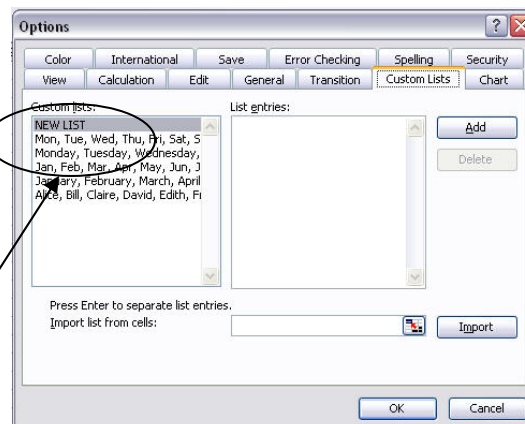 Options
Color International Save Error Checking Spelling Security
View Calculation Edit General Transition Custom Lists Chart
Custom lists: List entries:
NEW LIST
Mon, Tue, Wed, Thu, Fri, Sat, S
Monday, Tuesday, Wednesday,
Jan, Feb, Mar, Apr, May, Jun, J
January, February, March, April
Alice, Bill, Claire, David, Edith, Fr
Add
Delete
Press Enter to separate list entries.
Import list from cells:
Import
OK Cancel